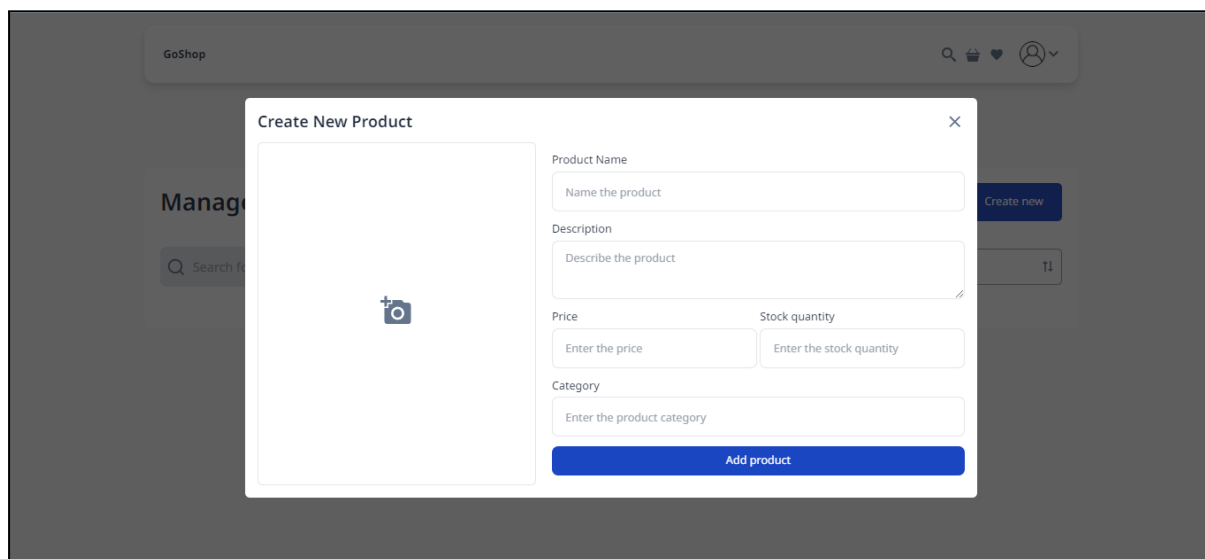 GoShop
Create New Product
Product Name
Name the product
Manag
Create new
Description
Search
Describe the product
Price Stock quantity
Enter the price Enter the stock quantity
Category
Enter the product category
Add product